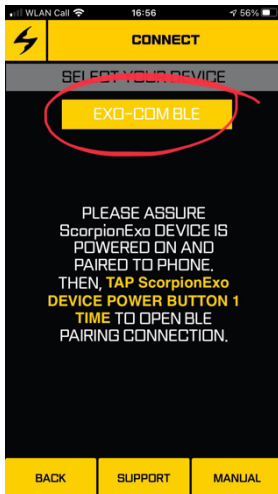 WLAN Call 16:56 56%
CONNECT
SELECT YOUR DEVICE
EXO-COM BLE
PLEASE ASSURE
ScorpionExo DEVICE IS
POWERED ON AND
PAIRED TO PHONE.
THEN, TAP ScorpionExo
DEVICE POWER BUTTON 1
TIME TO OPEN BLE
PAIRING CONNECTION.
BACK SUPPORT MANUAL